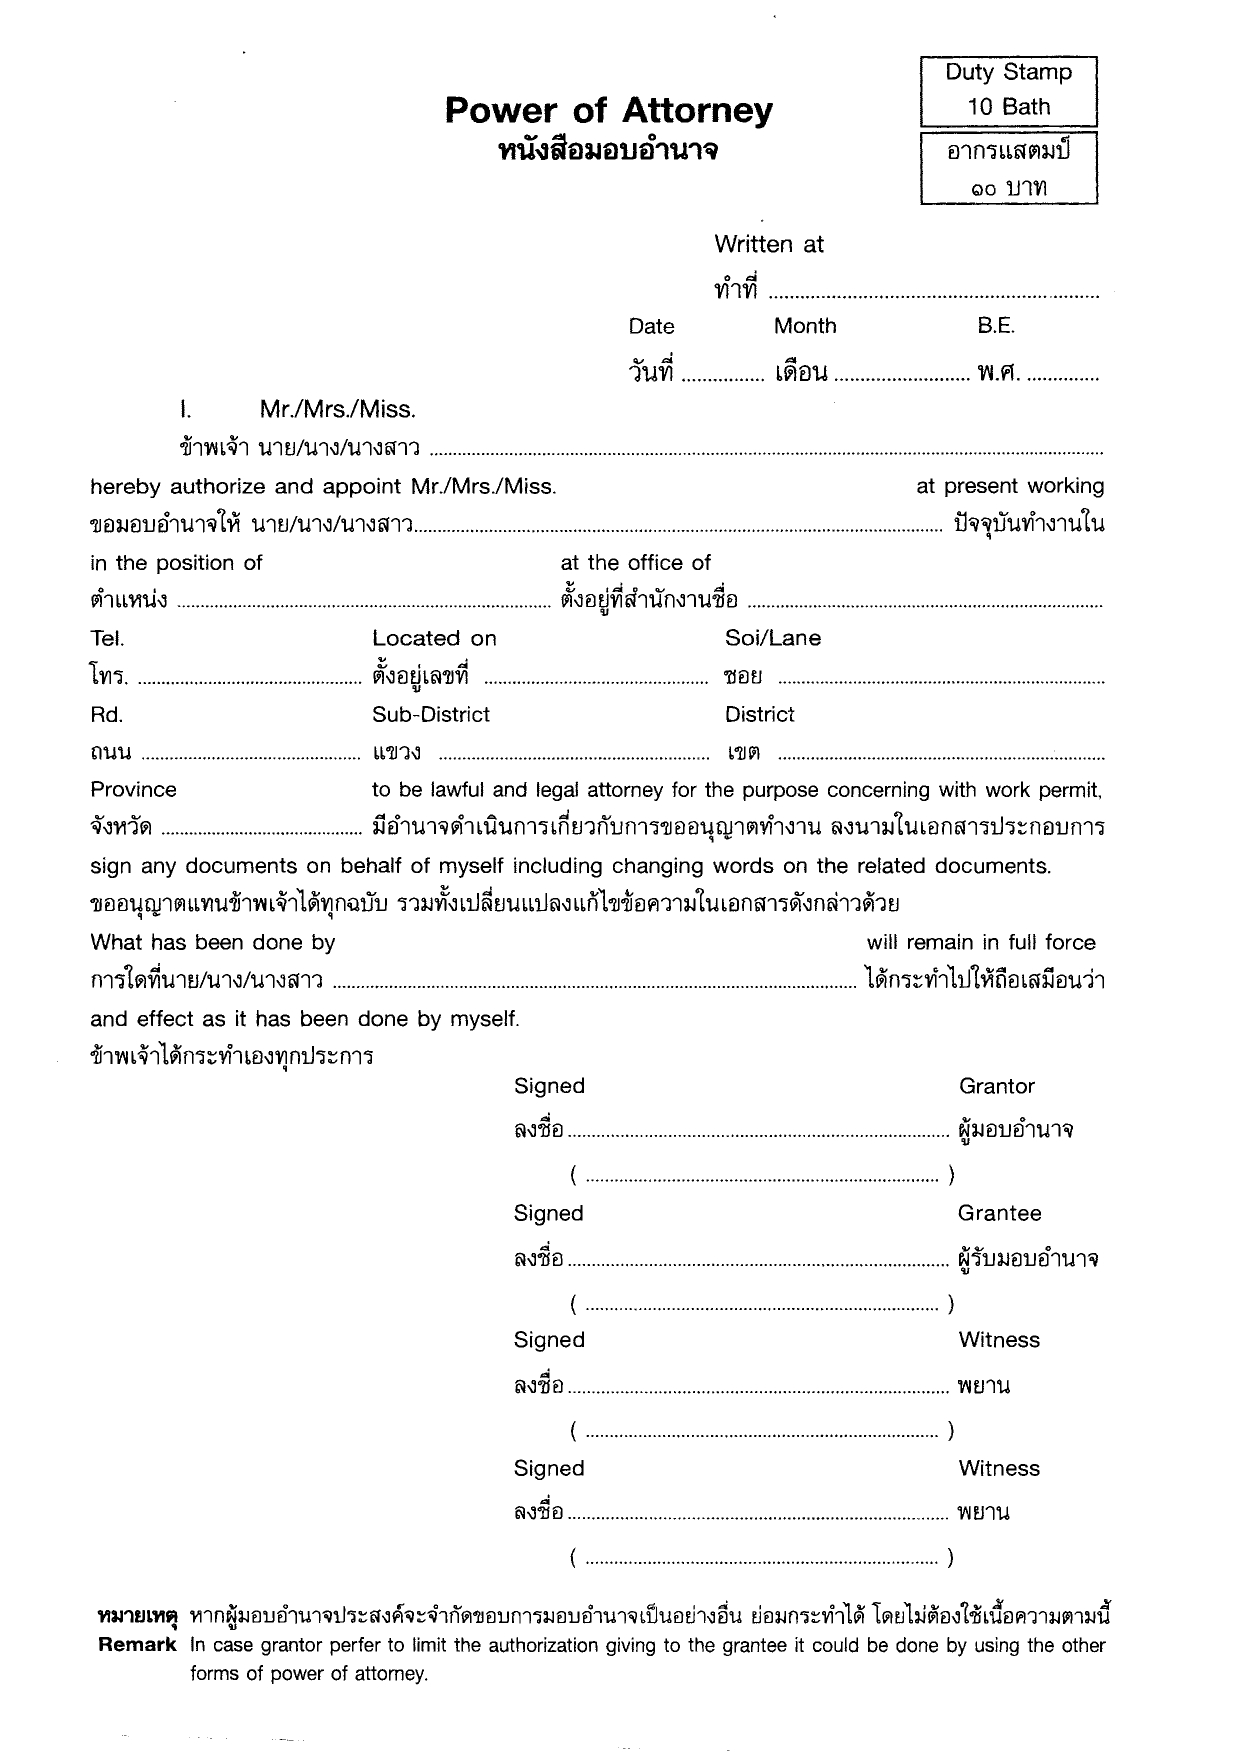 Duty Stamp
10 Bath
Power of Attorney
หนังสือมอบอำนาจ
อากรแสตมป์
๑๐ บาท
Written at
ทำที่ ..........
Date Month B.E.
วันที่ .......... เดือน .......... พ.ศ. ..........
I. Mr./Mrs./Miss.
ข้าพเจ้า นาย/นาง/นางสาว ..........
hereby authorize and appoint Mr./Mrs./Miss. at present working
ขอมอบอำนาจให้ นาย/นาง/นางสาว.......... ปัจจุบันทำงานใน
in the position of at the office of
ตำแหน่ง .......... ตั้งอยู่ที่สำนักงานชื่อ ..........
Tel. Located on Soi/Lane
โทร. .......... ตั้งอยู่เลขที่ .......... ซอย ..........
Rd. Sub-District District
ถนน .......... แขวง .......... เขต ..........
Province to be lawful and legal attorney for the purpose concerning with work permit,
จังหวัด .......... มีอำนาจดำเนินการเกี่ยวกับการขออนุญาตทำงาน ลงนามในเอกสารประกอบการ
sign any documents on behalf of myself including changing words on the related documents.
ขออนุญาตแทนข้าพเจ้าได้ทุกฉบับ รวมทั้งเปลี่ยนแปลงแก้ไขข้อความในเอกสารดังกล่าวด้วย
What has been done by will remain in full force
การใดที่นาย/นาง/นางสาว .......... ได้กระทำไปให้ถือเสมือนว่า
and effect as it has been done by myself.
ข้าพเจ้าได้กระทำเองทุกประการ
Signed Grantor
ลงชื่อ .......... ผู้มอบอำนาจ
( .......... )
Signed Grantee
ลงชื่อ .......... ผู้รับมอบอำนาจ
( .......... )
Signed Witness
ลงชื่อ .......... พยาน
( .......... )
Signed Witness
ลงชื่อ .......... พยาน
( .......... )
หมายเหตุ หากผู้มอบอำนาจประสงค์จะจำกัดขอบการมอบอำนาจเป็นอย่างอื่น ย่อมกระทำได้ โดยไม่ต้องใช้เนื้อความตามนี้
Remark In case grantor perfer to limit the authorization giving to the grantee it could be done by using the other
forms of power of attorney.